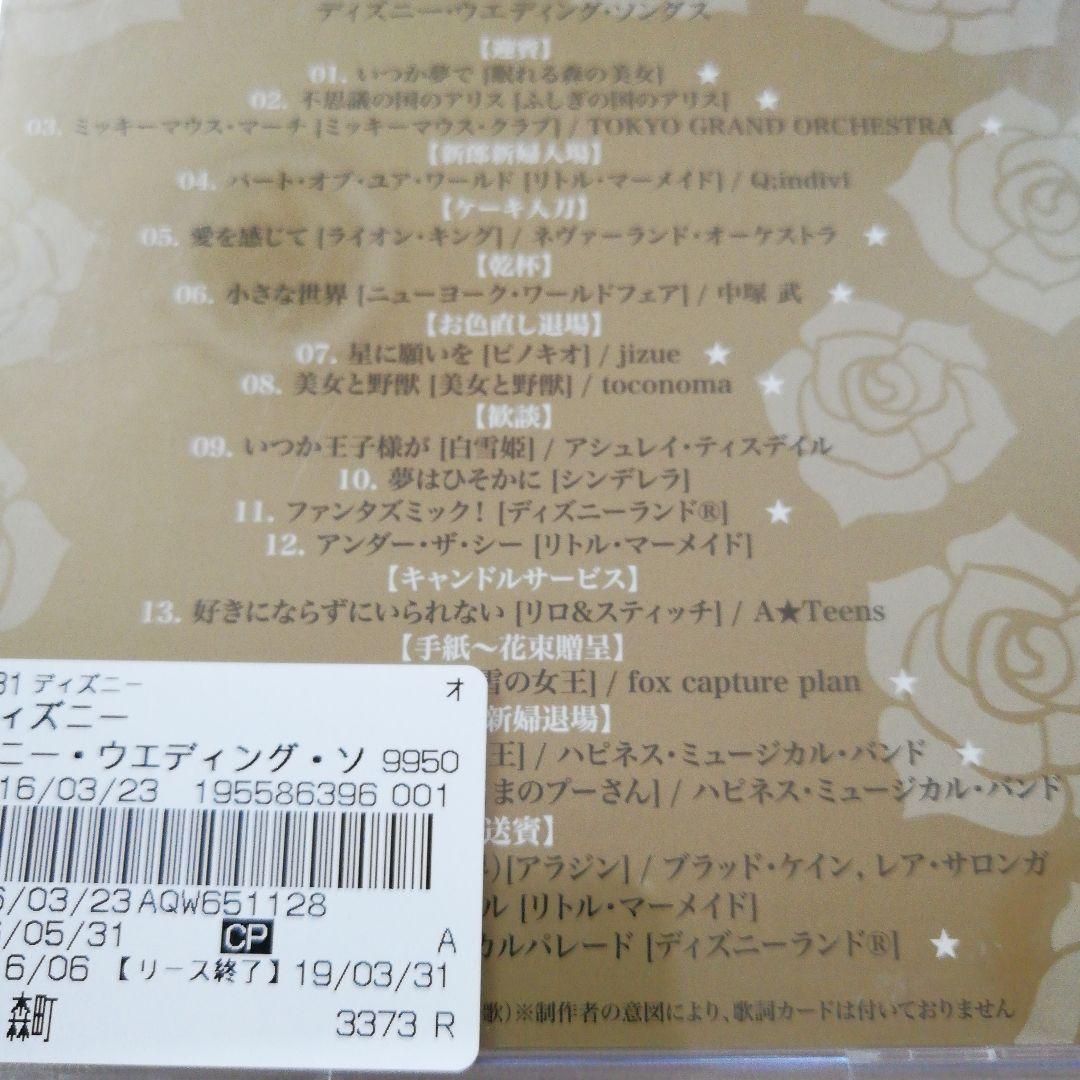 ディズニー・ウエディング・ソングス
【迎賓】
01. いつか夢で [眠れる森の美女] ★
02. 不思議の国のアリス [ふしぎの国のアリス] ★
03. ミッキーマウス・マーチ [ミッキーマウス・クラブ] / TOKYO GRAND ORCHESTRA ★
【新郎新婦入場】
04. パート・オブ・ユア・ワールド [リトル・マーメイド] / Q;indivi
【ケーキ入刀】
05. 愛を感じて [ライオン・キング] / ネヴァーランド・オーケストラ ★
【乾杯】
06. 小さな世界 [ニューヨーク・ワールドフェア] / 中塚 武 ★
【お色直し退場】
07. 星に願いを [ピノキオ] / jizue ★
08. 美女と野獣 [美女と野獣] / toconoma ★
【歓談】
09. いつか王子様が [白雪姫] / アシュレイ・ティスデイル
10. 夢はひそかに [シンデレラ]
11. ファンタズミック! [ディズニーランド®] ★
12. アンダー・ザ・シー [リトル・マーメイド]
【キャンドルサービス】
13. 好きにならずにいられない [リロ&スティッチ] / A★Teens
【手紙〜花束贈呈】
雪の女王] / fox capture plan ★
新婦退場】
王] / ハピネス・ミュージカル・バンド ★
まのプーさん] / ハピネス・ミュージカル・バンド
送賓】
)[アラジン] / ブラッド・ケイン, レア・サロンガ
ル [リトル・マーメイド]
カルパレード [ディズニーランド®] ★
歌)※制作者の意図により、歌詞カードは付いておりません
31 ディズニー オ
ィズニー
ニー・ウエディング・ソ 9950
16/03/23 195586396 001
6/03/23 AQW651128
6/05/31 CP A
6/06 【リース終了】19/03/31
森町 3373 R